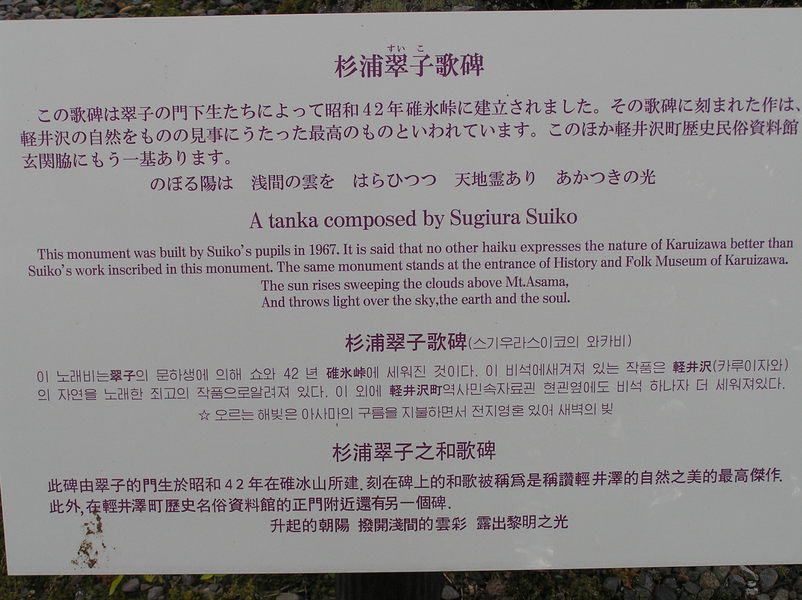 すい こ
杉浦翠子歌碑
この歌碑は翠子の門下生たちによって昭和42年碓氷峠に建立されました。その歌碑に刻まれた作は、
軽井沢の自然をものの見事にうたった最高のものといわれています。このほか軽井沢町歴史民俗資料館
玄関脇にもう一基あります。
のぼる陽は 浅間の雲を はらひつつ 天地霊あり あかつきの光
A tanka composed by Sugiura Suiko
This monument was built by Suiko's pupils in 1967. It is said that no other haiku expresses the nature of Karuizawa better than
Suiko's work inscribed in this monument. The same monument stands at the entrance of History and Folk Museum of Karuizawa.
The sun rises sweeping the clouds above Mt.Asama,
And throws light over the sky,the earth and the soul.
杉浦翠子歌碑(스기우라스이코의 와카비)
이 노래비는翠子의 문하생에 의해 쇼와 42 년 碓氷峠에 세워진 것이다. 이 비석에새겨져 있는 작품은 軽井沢(카루이자와)
의 자연을 노래한 최고의 작품으로알려져 있다. 이 외에 軽井沢町역사민속자료관 현관옆에도 비석 하나자 더 세워져있다.
☆ 오르는 해빛은 아사마의 구름을 지불하면서 전지영혼 있어 새벽의 빛
杉浦翠子之和歌碑
此碑由翠子的門生於昭和42年在碓冰山所建,刻在碑上的和歌被稱爲是稱讚輕井澤的自然之美的最高傑作.
此外,在輕井澤町歷史名俗資料館的正門附近還有另一個碑.
升起的朝陽 撥開淺間的雲彩 露出黎明之光